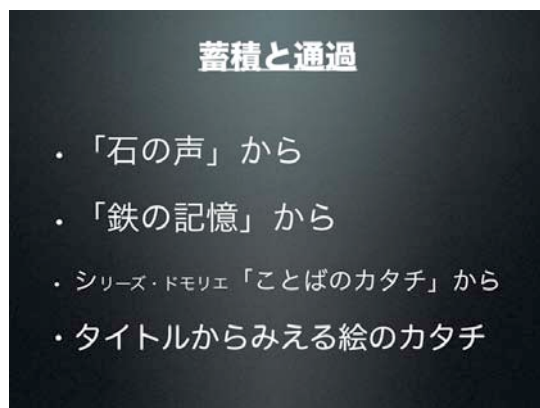 蓄積と通過
・「石の声」から
・「鉄の記憶」から
・シリーズ・ドモリエ「ことばのカタチ」から
・タイトルからみえる絵のカタチ